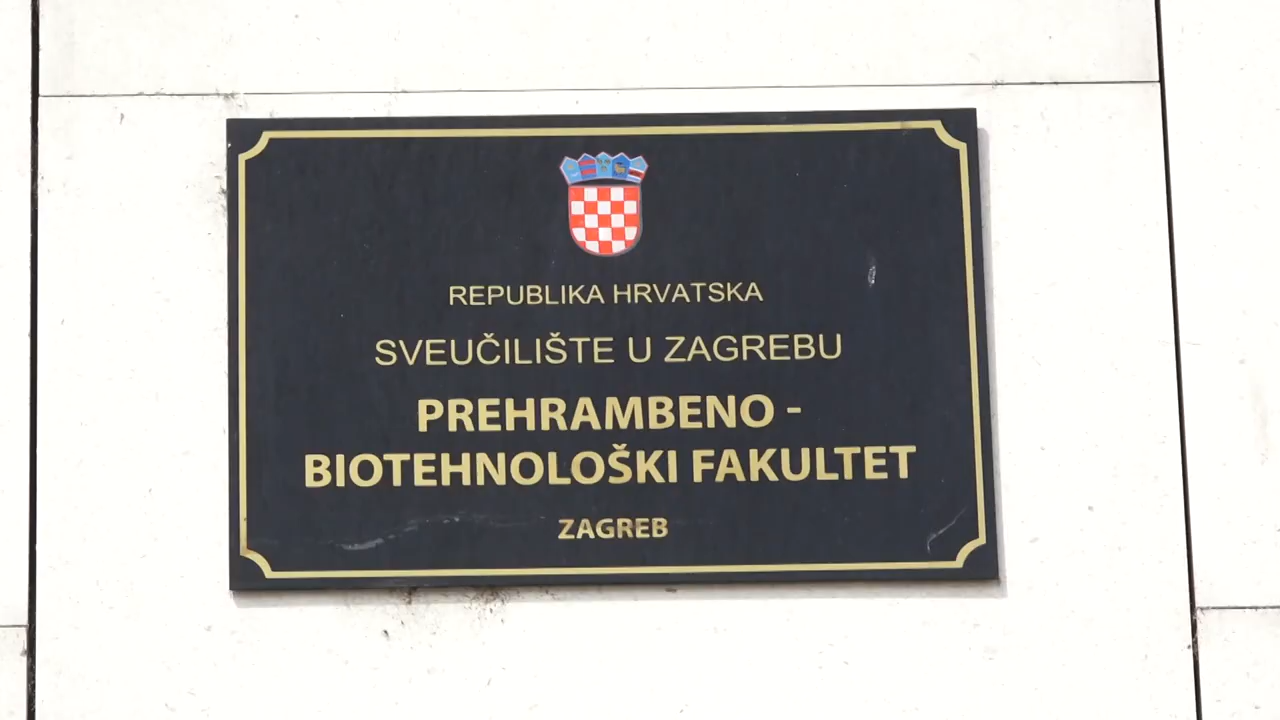 REPUBLIKA HRVATSKA
SVEUČILIŠTE U ZAGREBU
PREHRAMBENO -
BIOTEHNOLOŠKI FAKULTET
ZAGREB